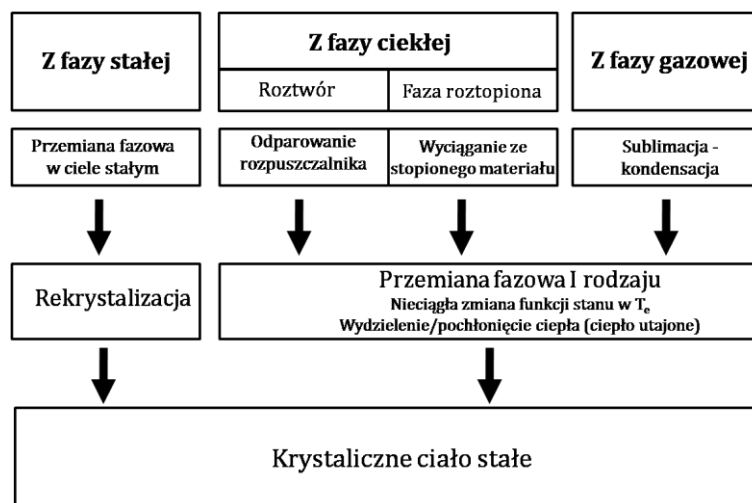 Z fazy stałej
Z fazy ciekłej
Roztwór
Faza roztopiona
Z fazy gazowej
Przemiana fazowa
w ciele stałym
Odparowanie
rozpuszczalnika
Wyciąganie ze
stopionego materiału
Sublimacja -
kondensacja
Rekrystalizacja
Przemiana fazowa I rodzaju
Nieciągła zmiana funkcji stanu w Te
Wydzielenie/pochłonięcie ciepła (ciepło utajone)
Krystaliczne ciało stałe